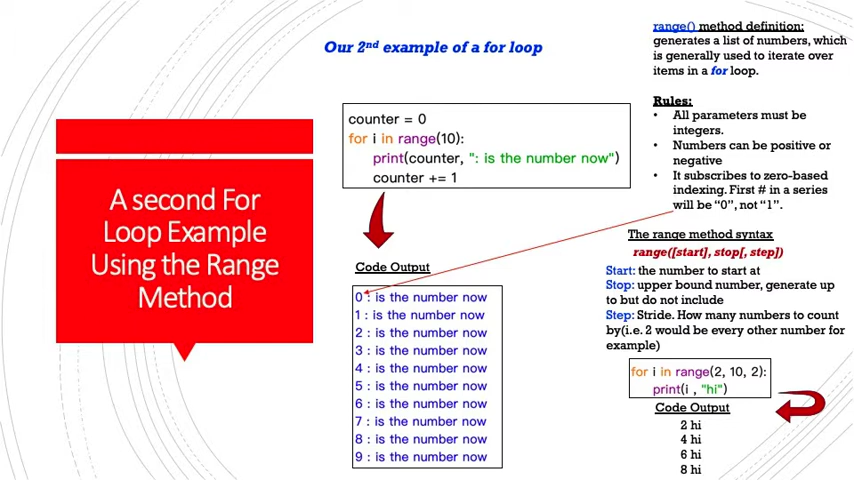 Our 2nd example of a for loop
A second For
Loop Example
Using the Range
Method
counter = 0
for i in range(10):
print(counter, ": is the number now")
counter += 1
Code Output
0 : is the number now
1 : is the number now
2 : is the number now
3 : is the number now
4 : is the number now
5 : is the number now
6 : is the number now
7 : is the number now
8 : is the number now
9 : is the number now
range() method definition:
generates a list of numbers, which
is generally used to iterate over
items in a for loop.
Rules:
• All parameters must be
integers.
• Numbers can be positive or
negative
• It subscribes to zero-based
indexing. First # in a series
will be "0", not "1".
The range method syntax
range([start], stop[, step])
Start: the number to start at
Stop: upper bound number, generate up
to but do not include
Step: Stride. How many numbers to count
by(i.e. 2 would be every other number for
example)
for i in range(2, 10, 2):
print(i , "hi")
Code Output
2 hi
4 hi
6 hi
8 hi